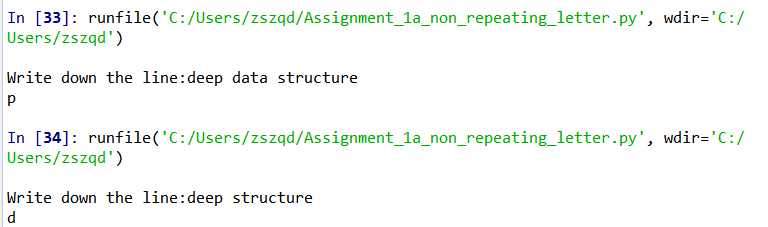 In [33]: runfile('C:/Users/zszqd/Assignment_1a_non_repeating_letter.py', wdir='C:/
Users/zszqd')
Write down the line:deep data structure
p
In [34]: runfile('C:/Users/zszqd/Assignment_1a_non_repeating_letter.py', wdir='C:/
Users/zszqd')
Write down the line:deep structure
d